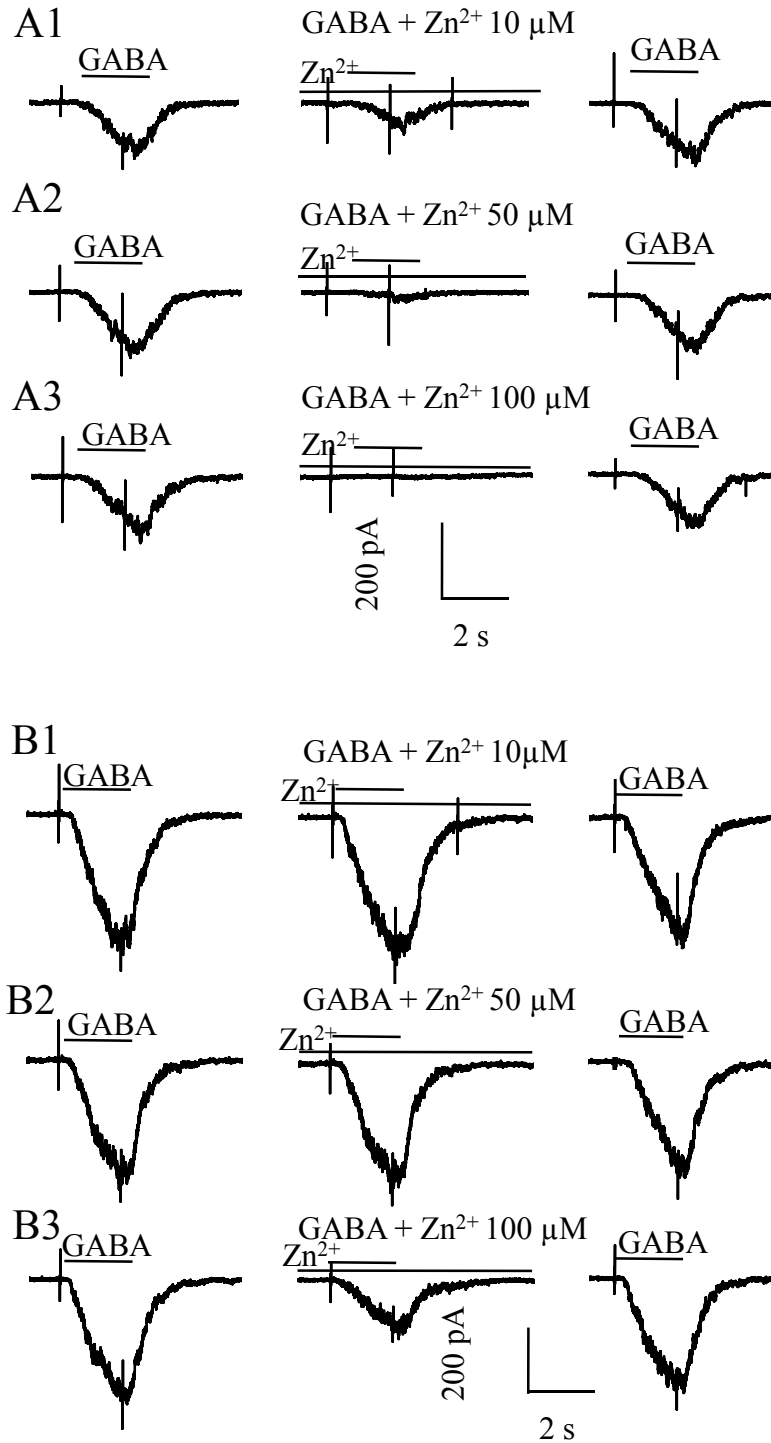 A1
GABA
GABA + Zn²⁺ 10 µM
Zn²⁺
GABA
A2
GABA
GABA + Zn²⁺ 50 µM
Zn²⁺
GABA
A3
GABA
GABA + Zn²⁺ 100 µM
Zn²⁺
GABA
200 pA
2 s
B1
GABA
GABA + Zn²⁺ 10µM
Zn²⁺
GABA
B2
GABA
GABA + Zn²⁺ 50 µM
Zn²⁺
GABA
B3
GABA
GABA + Zn²⁺ 100 µM
Zn²⁺
GABA
200 pA
2 s